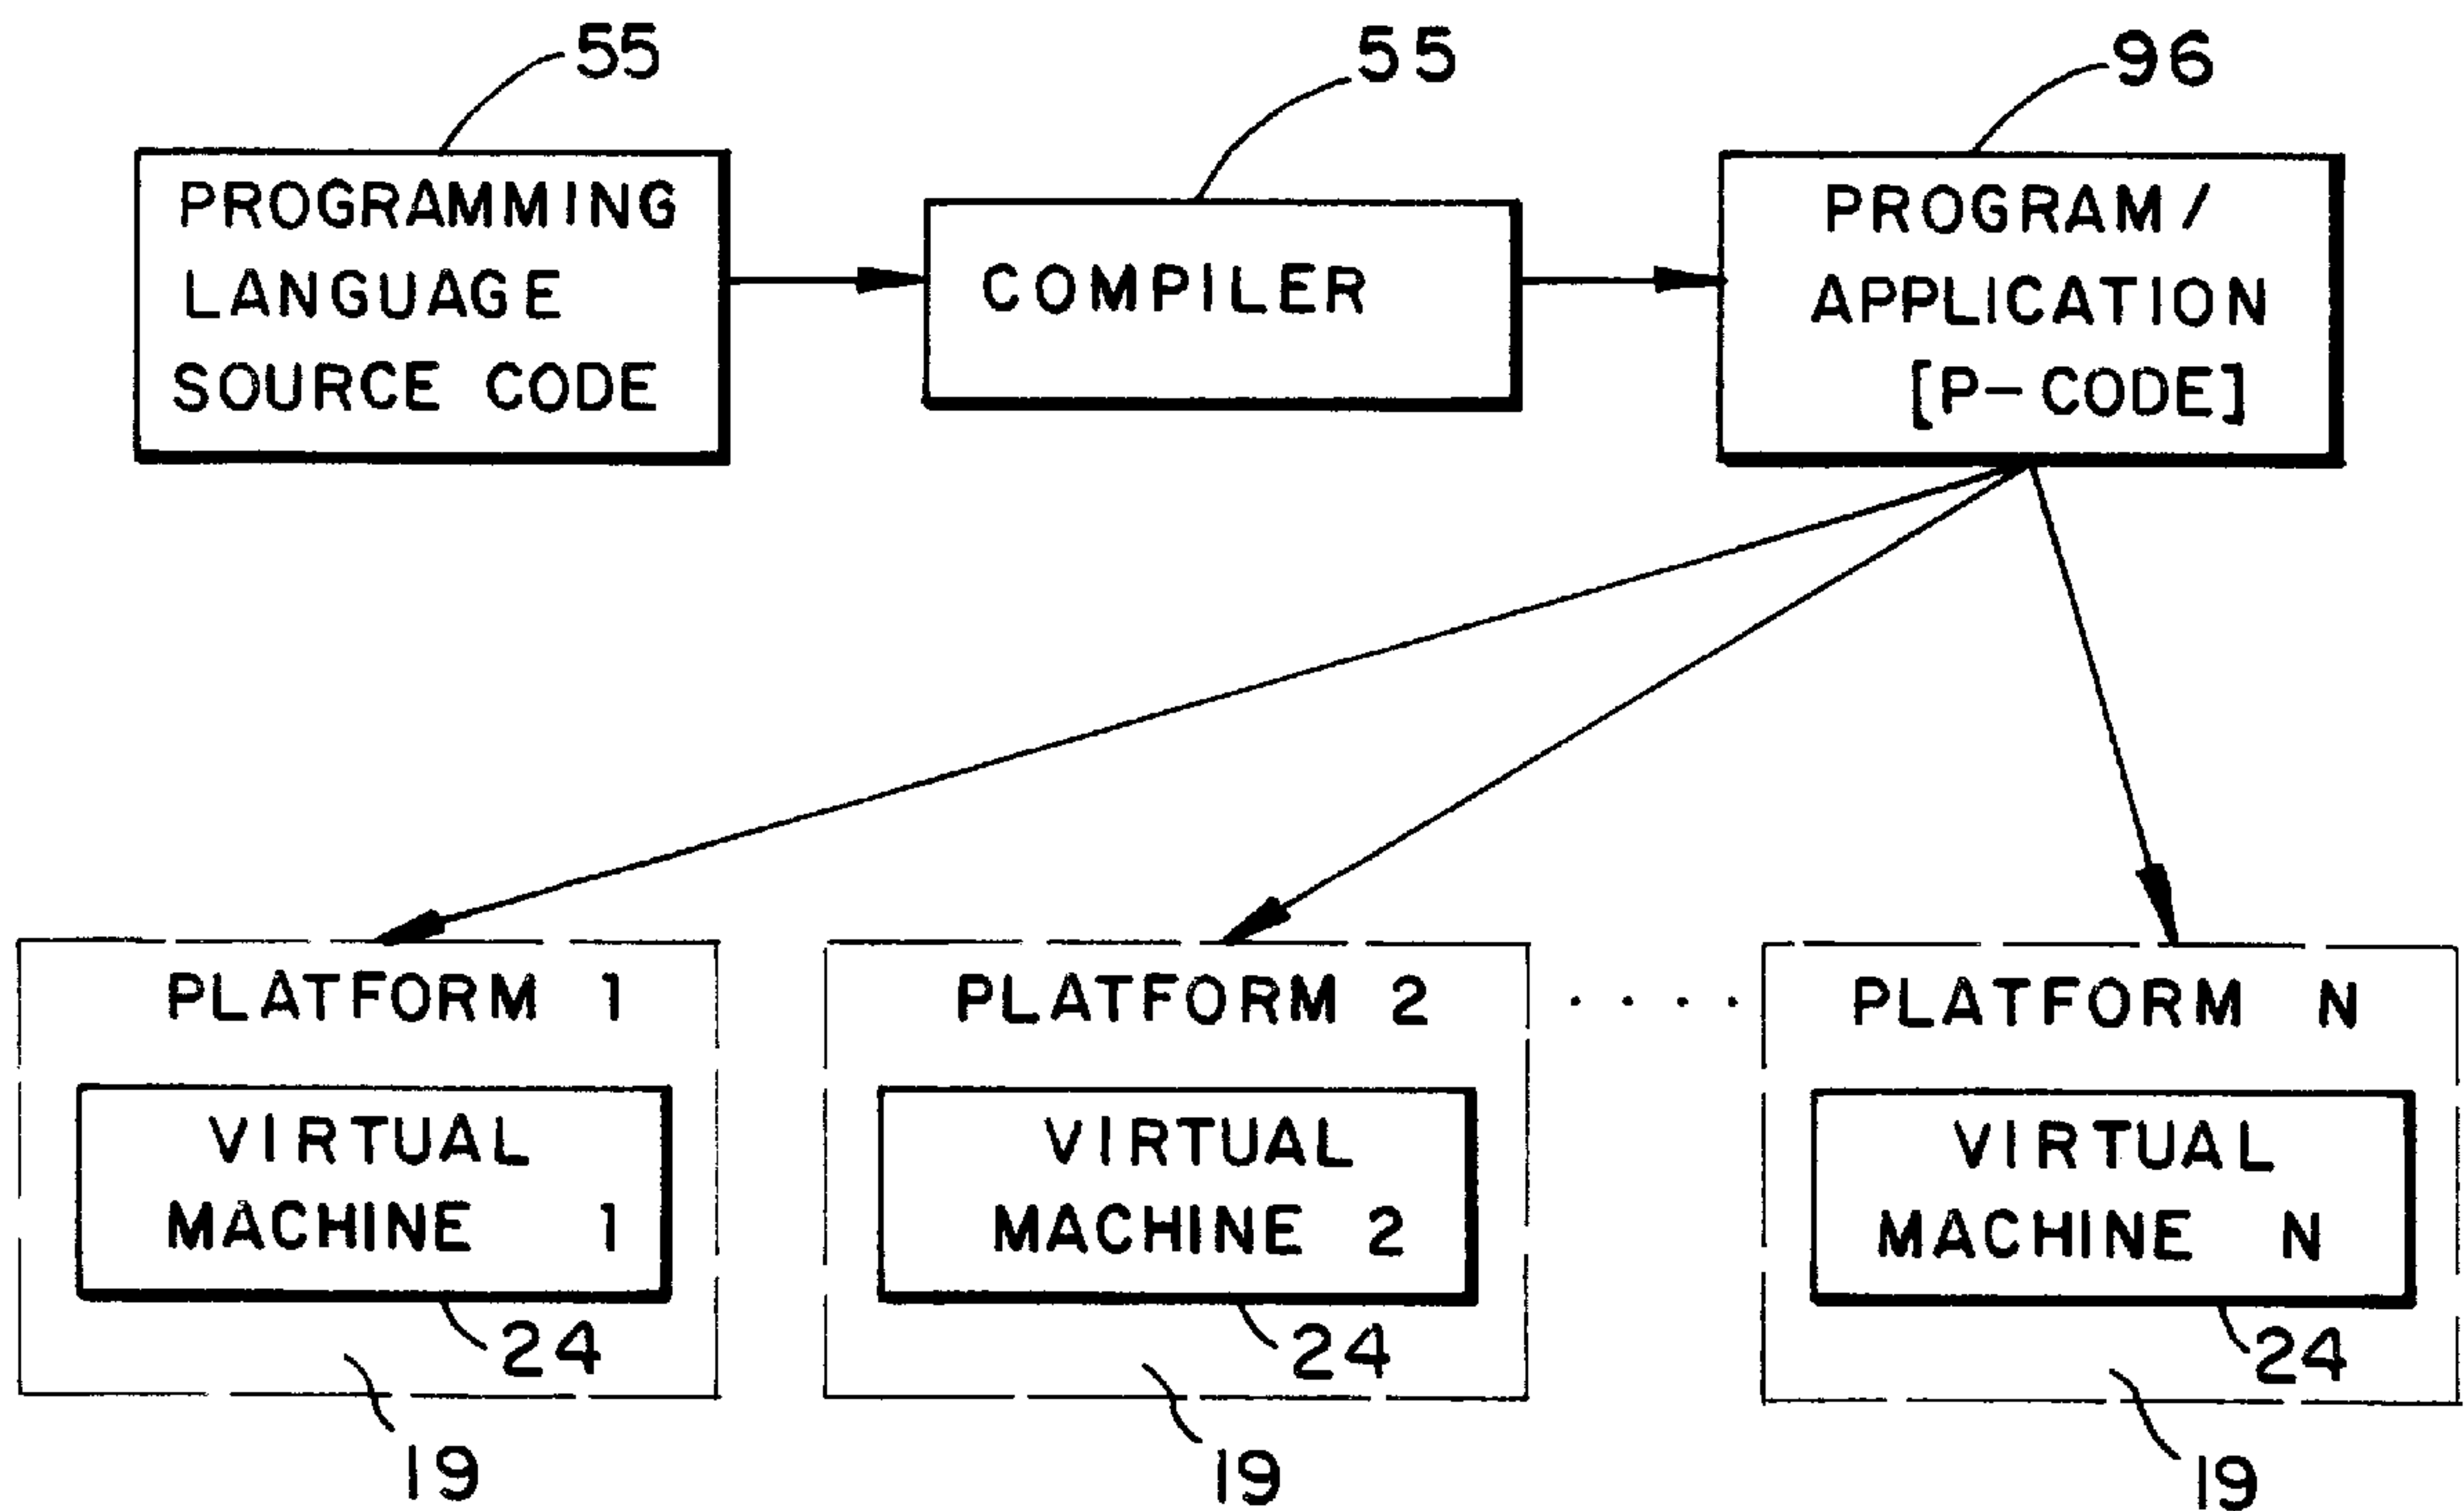 55
55
96
PROGRAMMING
LANGUAGE
SOURCE CODE
COMPILER
PROGRAM/
APPLICATION
[P-CODE]
PLATFORM 1
VIRTUAL
MACHINE 1
24
19
PLATFORM 2
VIRTUAL
MACHINE 2
24
19
. . . .
PLATFORM N
VIRTUAL
MACHINE N
24
19